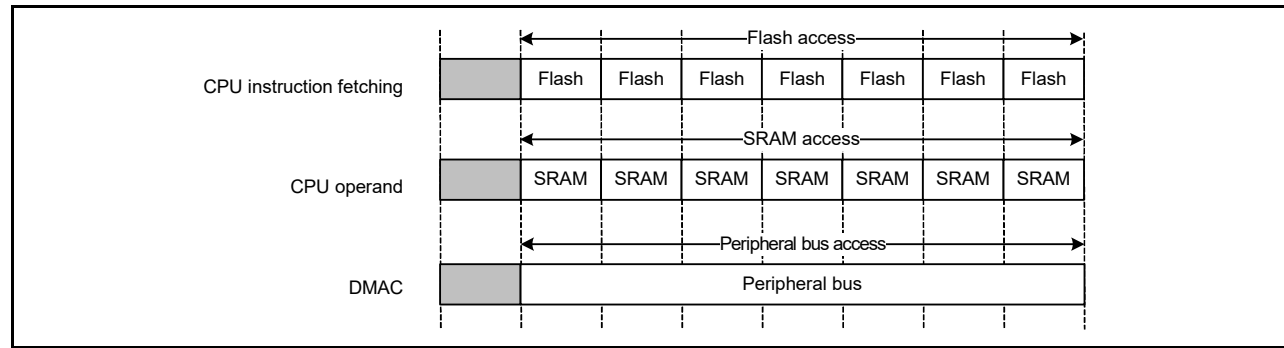 Flash access
CPU instruction fetching Flash Flash Flash Flash Flash Flash Flash
SRAM access
CPU operand SRAM SRAM SRAM SRAM SRAM SRAM SRAM
Peripheral bus access
DMAC Peripheral bus